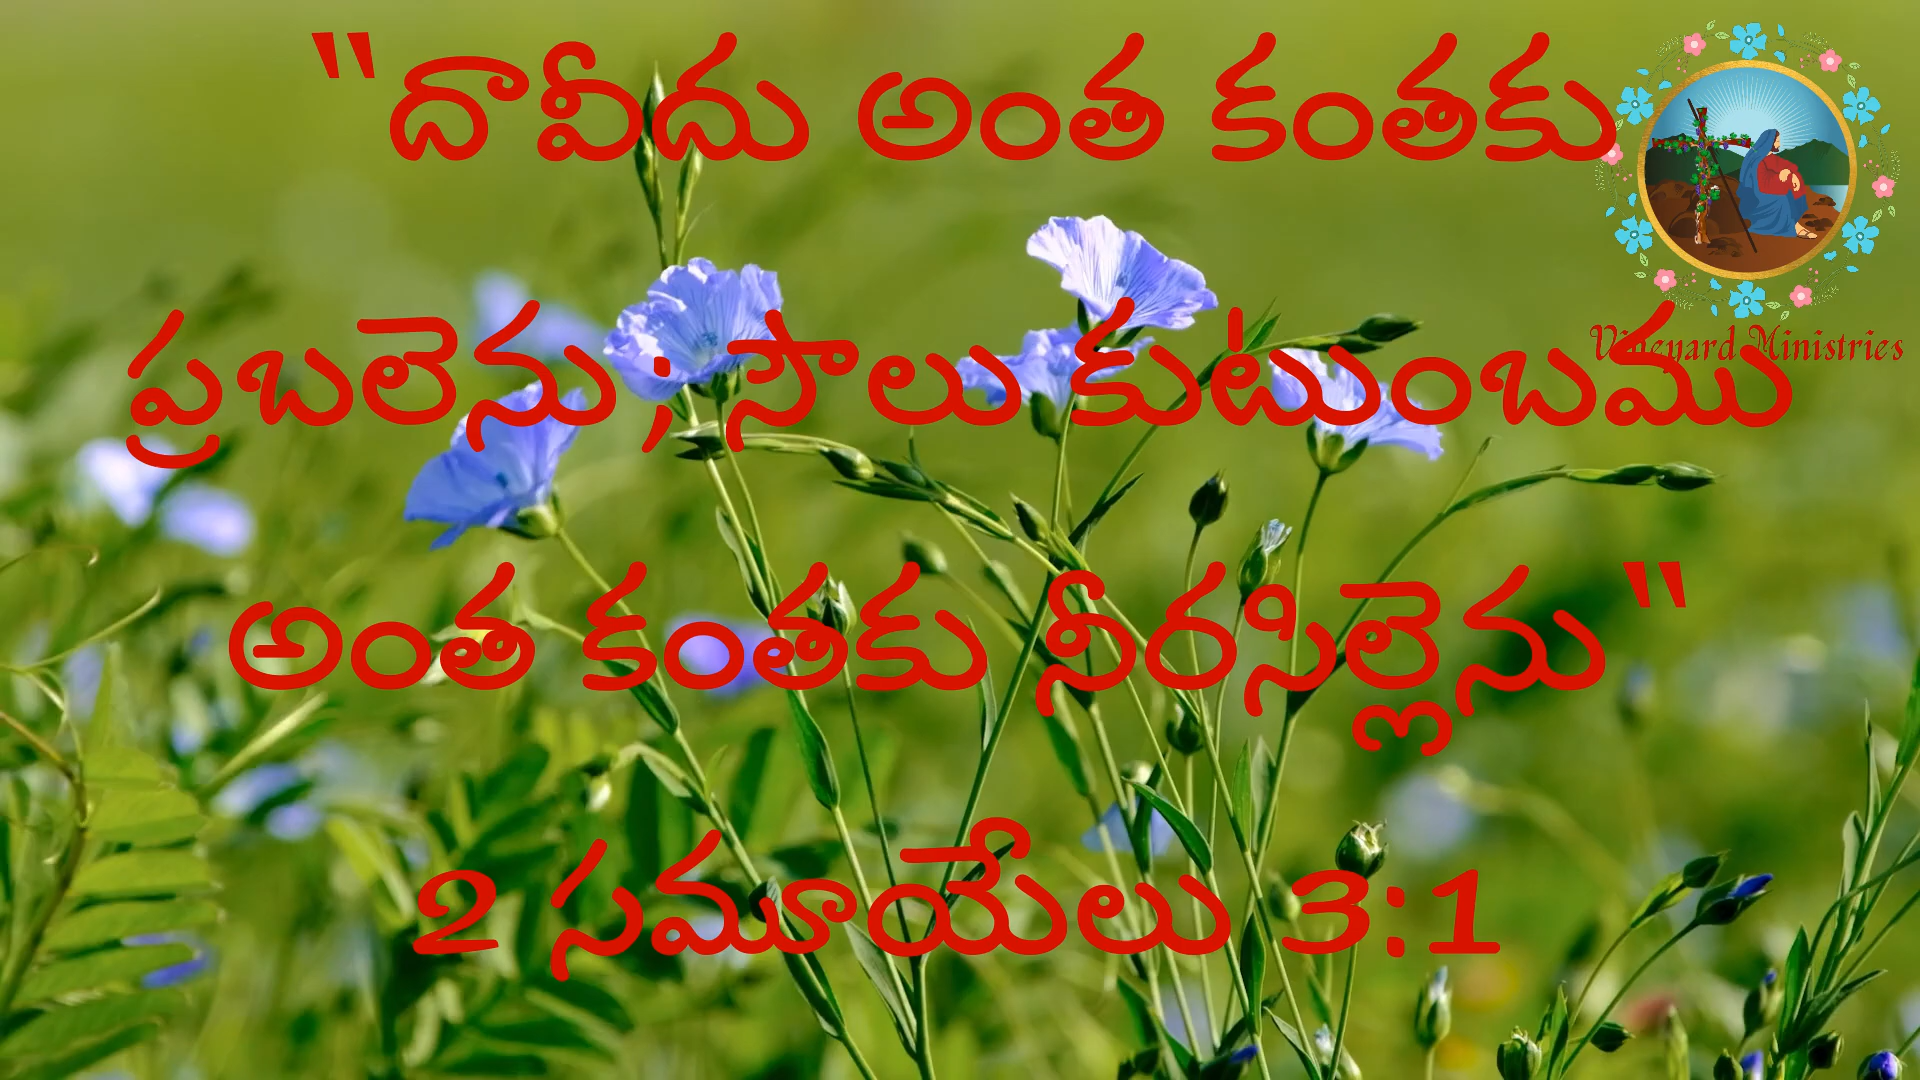 "దావీదు అంత కంతకు
ప్రబలెను; సౌలు కుటుంబము
అంత కంతకు నీరసిల్లెను"
2 సమూయేలు 3:1
Vineyard Ministries